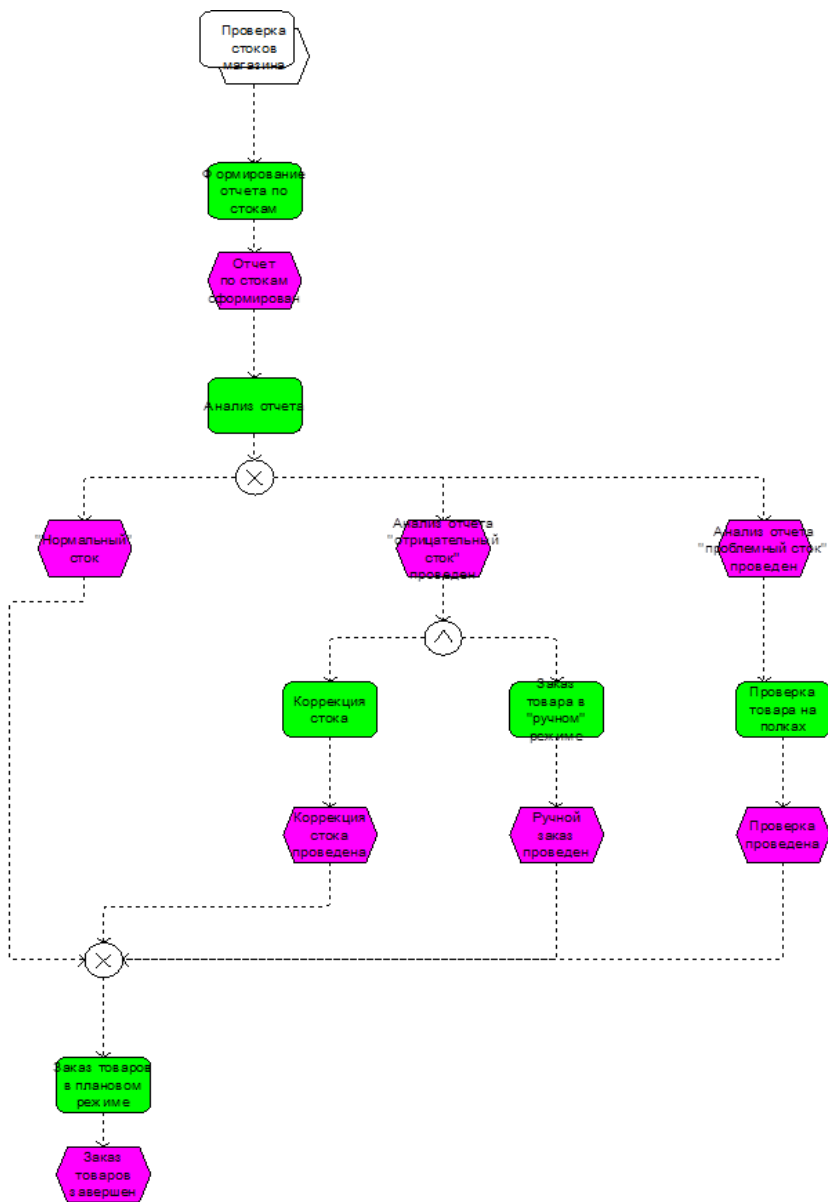 Проверка
стоков
магазина
Формирование
отчета по
стокам
Отчет
по стокам
сформирован
Анализ отчета
"Нормальный"
сток
Анализ отчета
"отрицательный
сток"
проведен
Анализ отчета
"проблемный сток"
проведен
Коррекция
стока
Заказ
товара в
"ручном"
режиме
Проверка
товара на
полках
Коррекция
стока
проведена
Ручной
заказ
проведен
Проверка
проведена
Заказ товаров
в плановом
режиме
Заказ
товаров
завершен